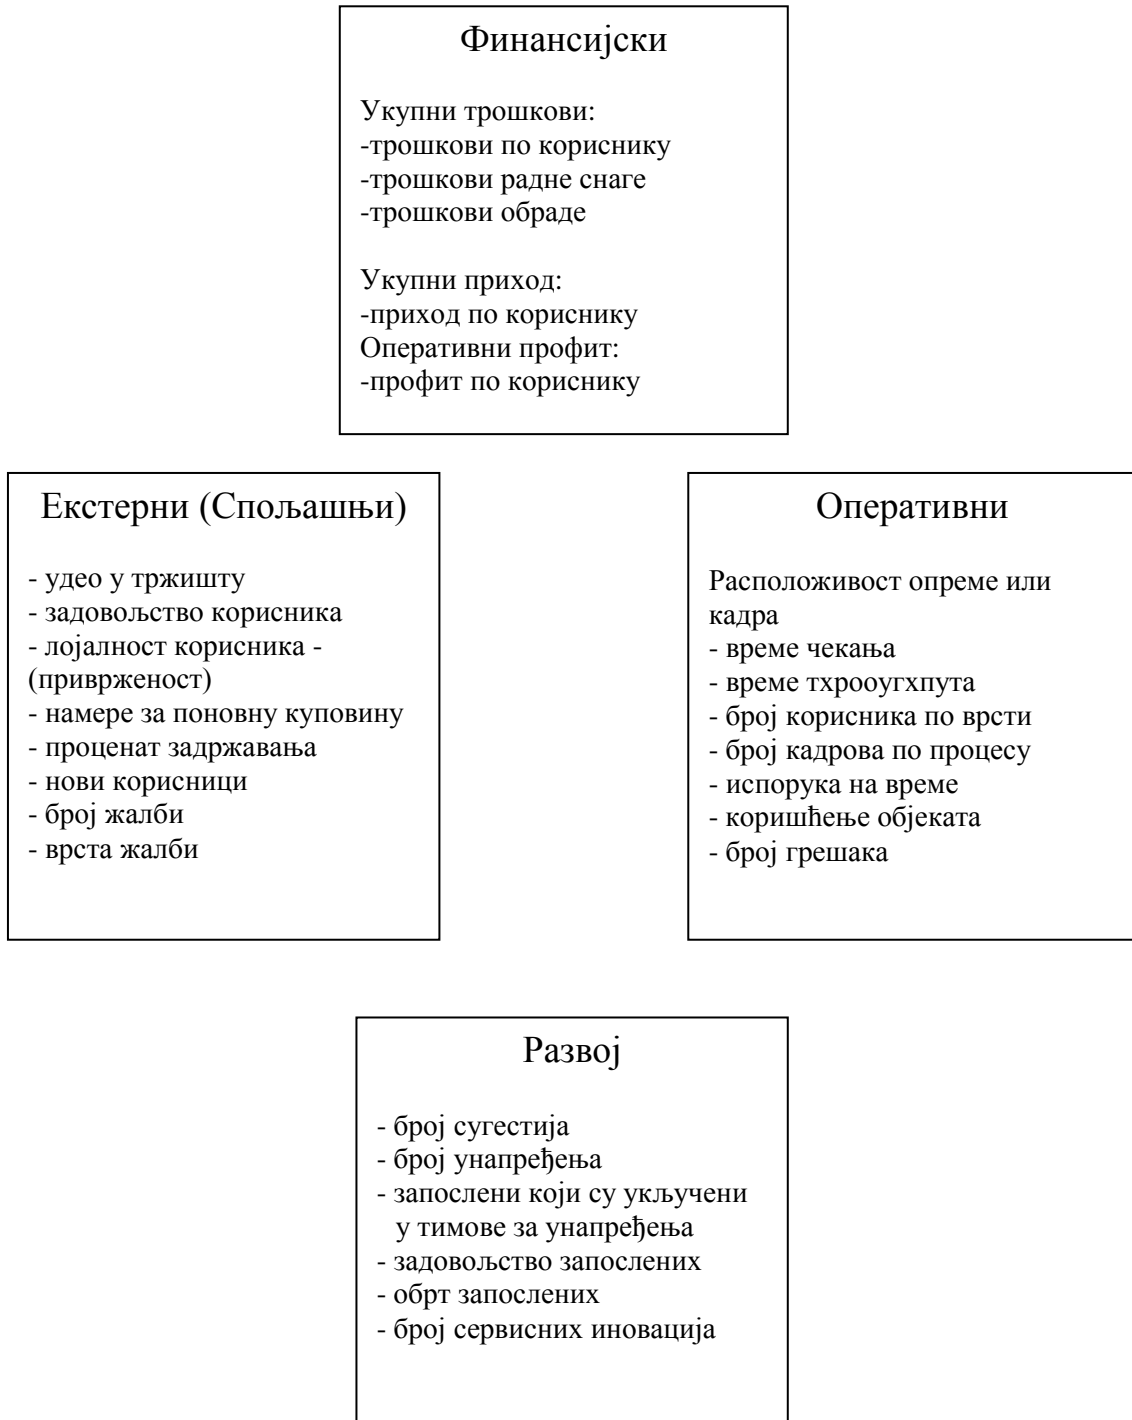 Финансијски
Укупни трошкови:
-трошкови по кориснику
-трошкови радне снаге
-трошкови обраде
Укупни приход:
-приход по кориснику
Оперативни профит:
-профит по кориснику
Екстерни (Спољашњи)
- удео у тржишту
- задовољство корисника
- лојалност корисника -
(приврженост)
- намере за поновну куповину
- проценат задржавања
- нови корисници
- број жалби
- врста жалби
Оперативни
Расположивост опреме или
кадра
- време чекања
- време тхрооугхпута
- број корисника по врсти
- број кадрова по процесу
- испорука на време
- коришћење објеката
- број грешака
Развој
- број сугестија
- број унапређења
- запослени који су укључени
у тимове за унапређења
- задовољство запослених
- обрт запослених
- број сервисних иновација